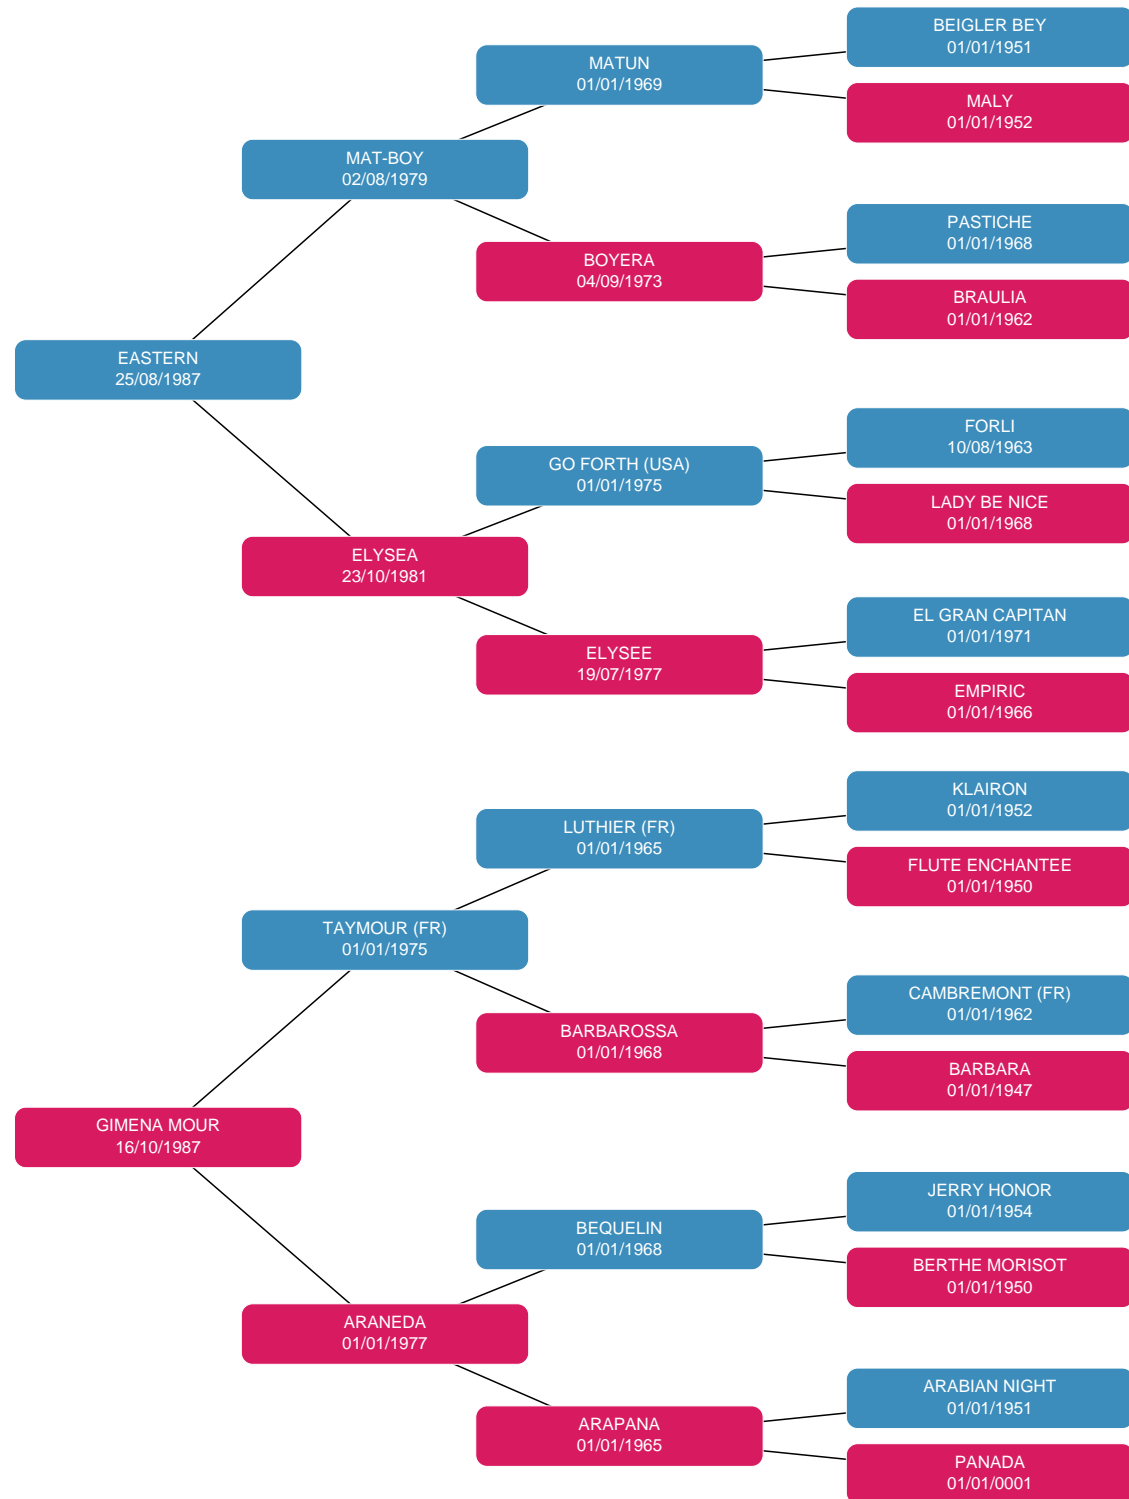 BEIGLER BEY
01/01/1951
MATUN
01/01/1969
MALY
01/01/1952
MAT-BOY
02/08/1979
PASTICHE
01/01/1968
BOYERA
04/09/1973
BRAULIA
01/01/1962
EASTERN
25/08/1987
FORLI
10/08/1963
GO FORTH (USA)
01/01/1975
LADY BE NICE
01/01/1968
ELYSEA
23/10/1981
EL GRAN CAPITAN
01/01/1971
ELYSEE
19/07/1977
EMPIRIC
01/01/1966
KLAIRON
01/01/1952
LUTHIER (FR)
01/01/1965
FLUTE ENCHANTEE
01/01/1950
TAYMOUR (FR)
01/01/1975
CAMBREMONT (FR)
01/01/1962
BARBAROSSA
01/01/1968
BARBARA
01/01/1947
GIMENA MOUR
16/10/1987
JERRY HONOR
01/01/1954
BEQUELIN
01/01/1968
BERTHE MORISOT
01/01/1950
ARANEDA
01/01/1977
ARABIAN NIGHT
01/01/1951
ARAPANA
01/01/1965
PANADA
01/01/0001